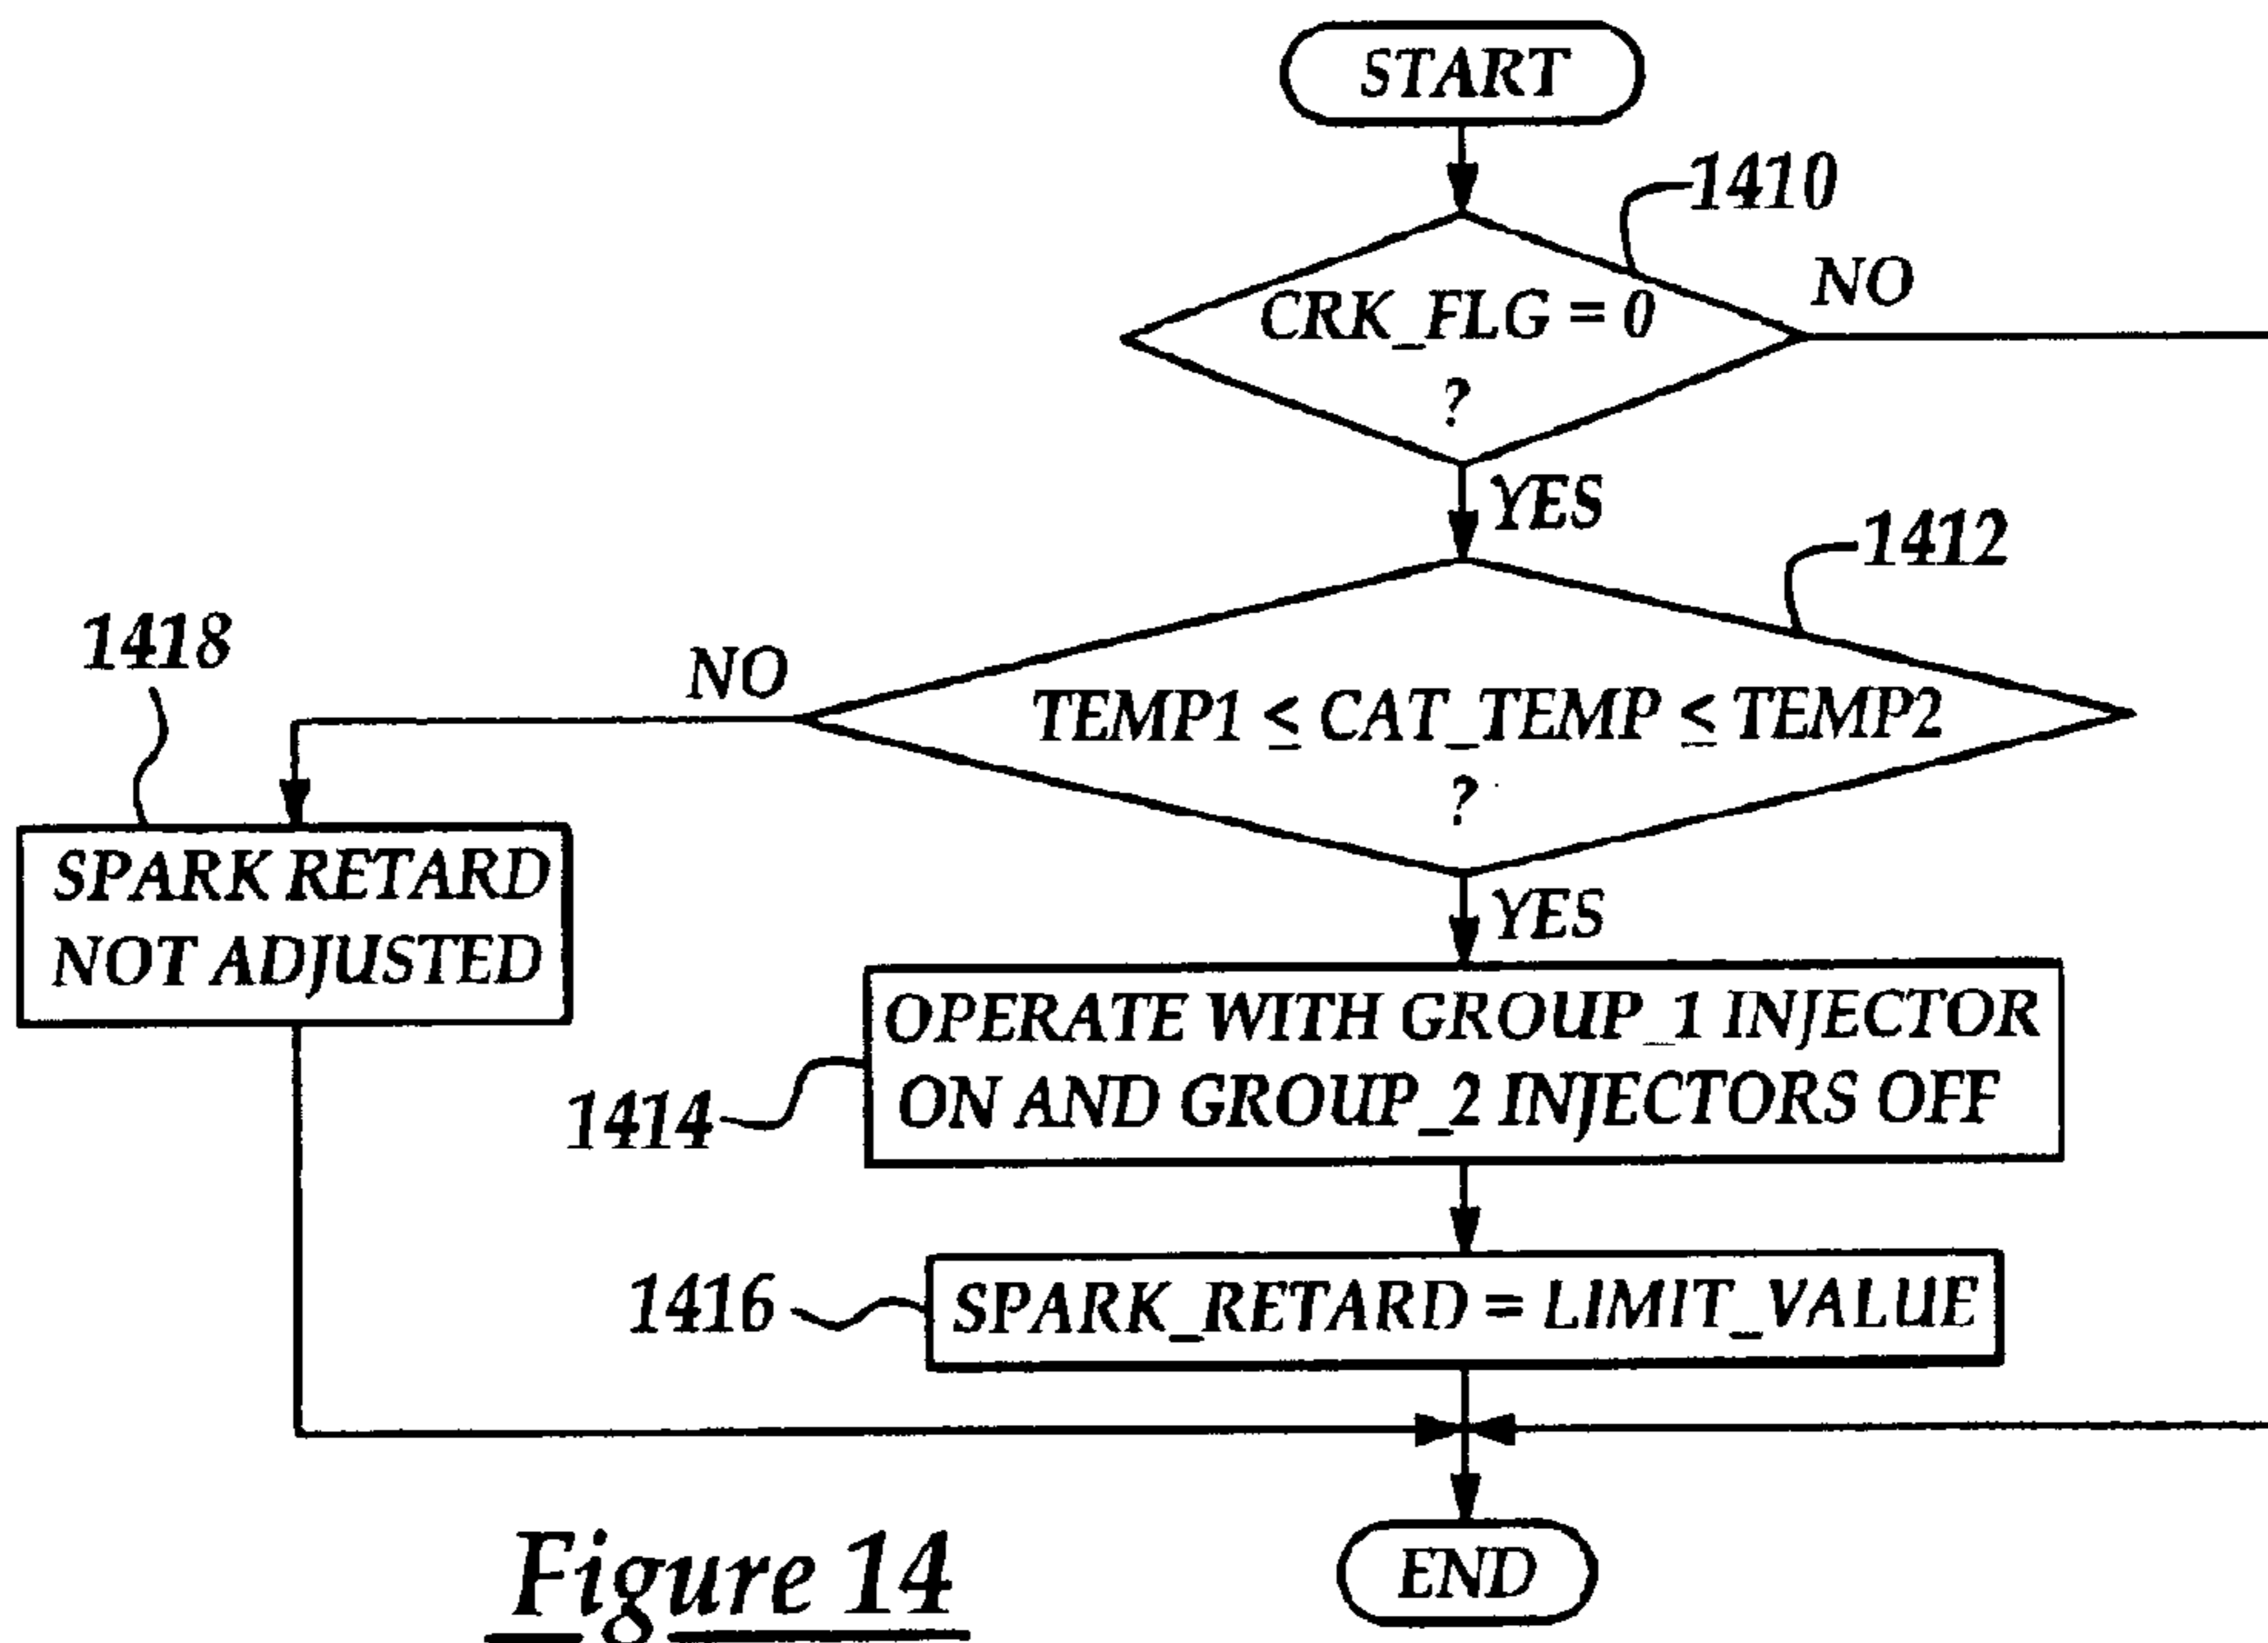 START
1410
NO
CRK_FLG = 0
?
YES
1412
1418
NO
TEMP1 ≤ CAT_TEMP ≤ TEMP2
?
SPARK RETARD
NOT ADJUSTED
YES
OPERATE WITH GROUP_1 INJECTOR
ON AND GROUP_2 INJECTORS OFF
1414
1416
SPARK_RETARD = LIMIT_VALUE
END
Figure 14